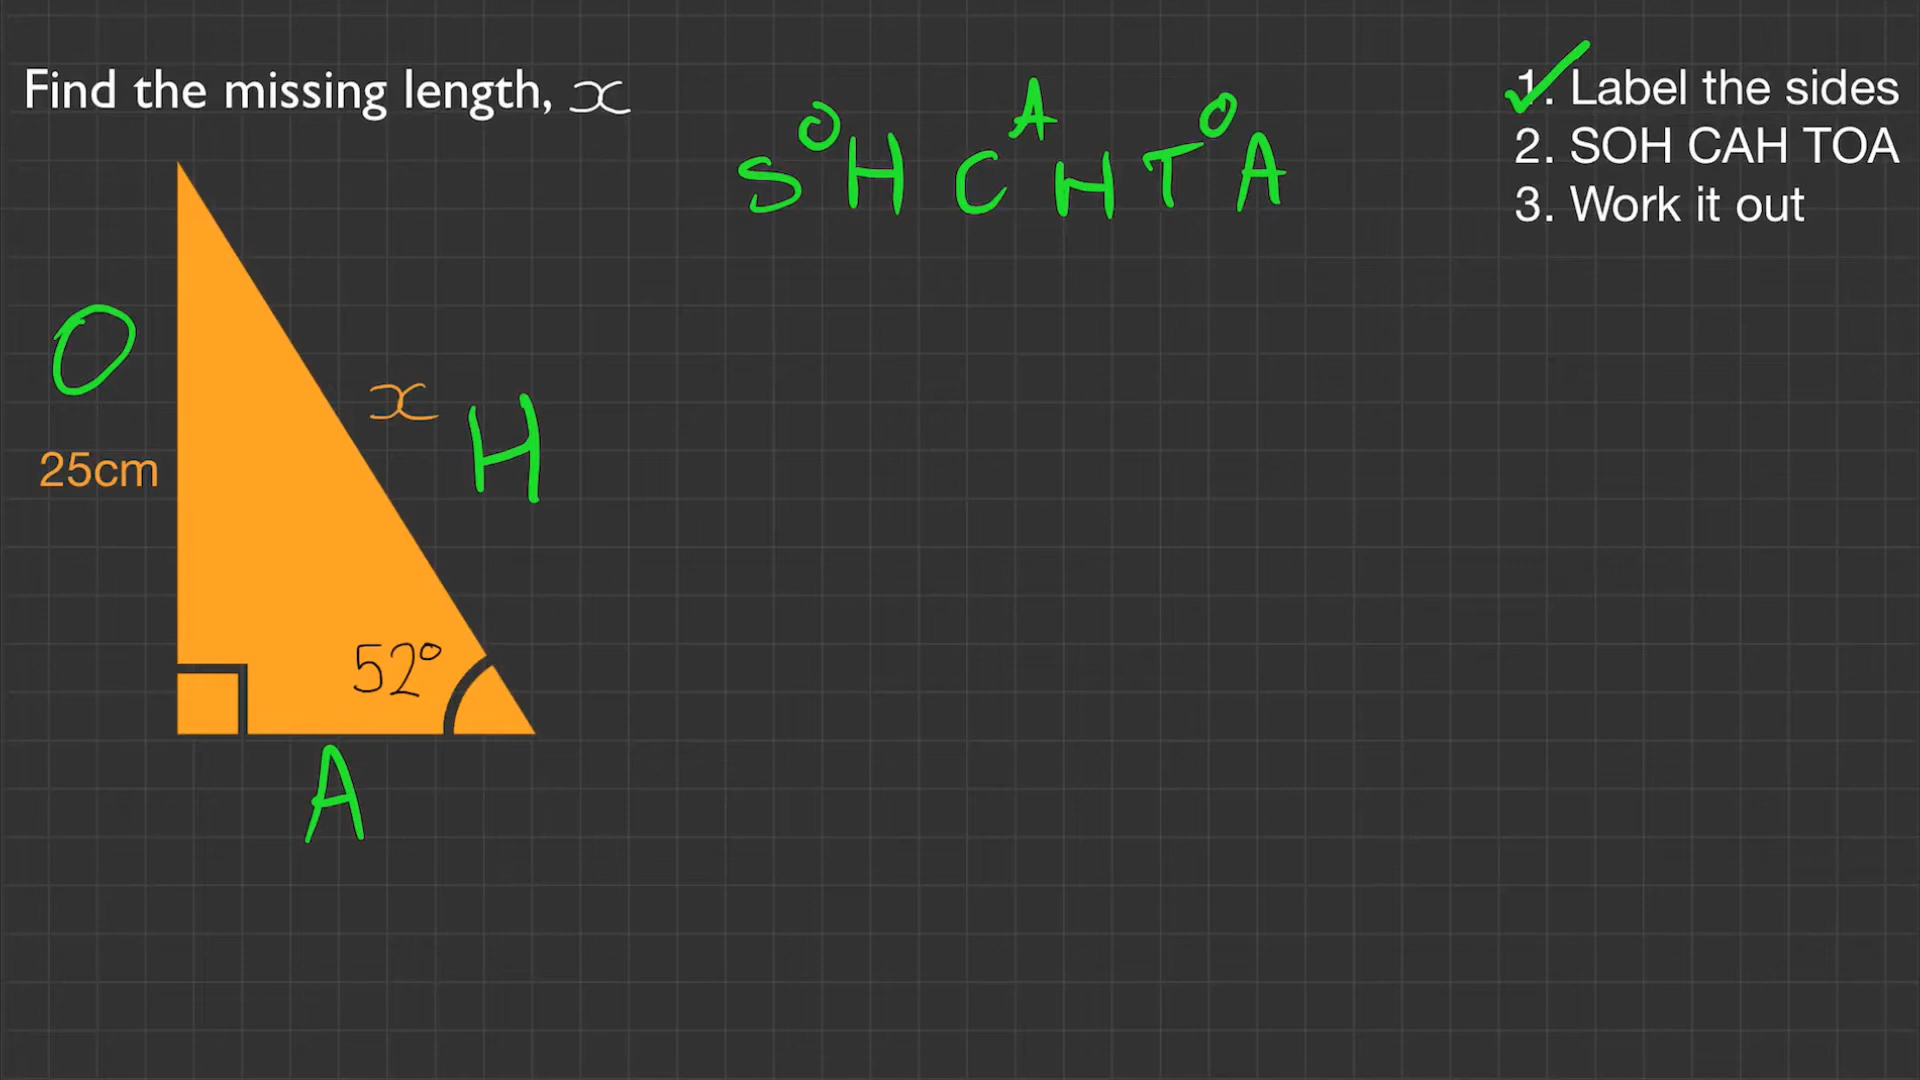 Find the missing length, x
SOH CAH TOA
1. Label the sides
2. SOH CAH TOA
3. Work it out
O
x
H
25cm
52°
A